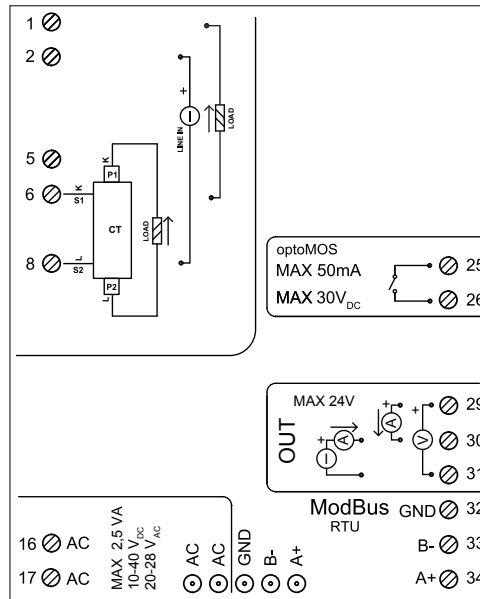 1
2
+
LINE IN
LOAD
5
6
K
S1
K
P1
CT
LOAD
8
L
S2
P2
L
optoMOS
MAX 50mA
MAX 30VDC
25
26
MAX 24V
OUT
+
A
+
A
+
V
29
30
31
ModBus
RTU
GND 32
B- 33
A+ 34
16 AC
17 AC
MAX 2,5 VA
10-40 VDC
20-28 VAC
AC
AC
GND
B-
A+